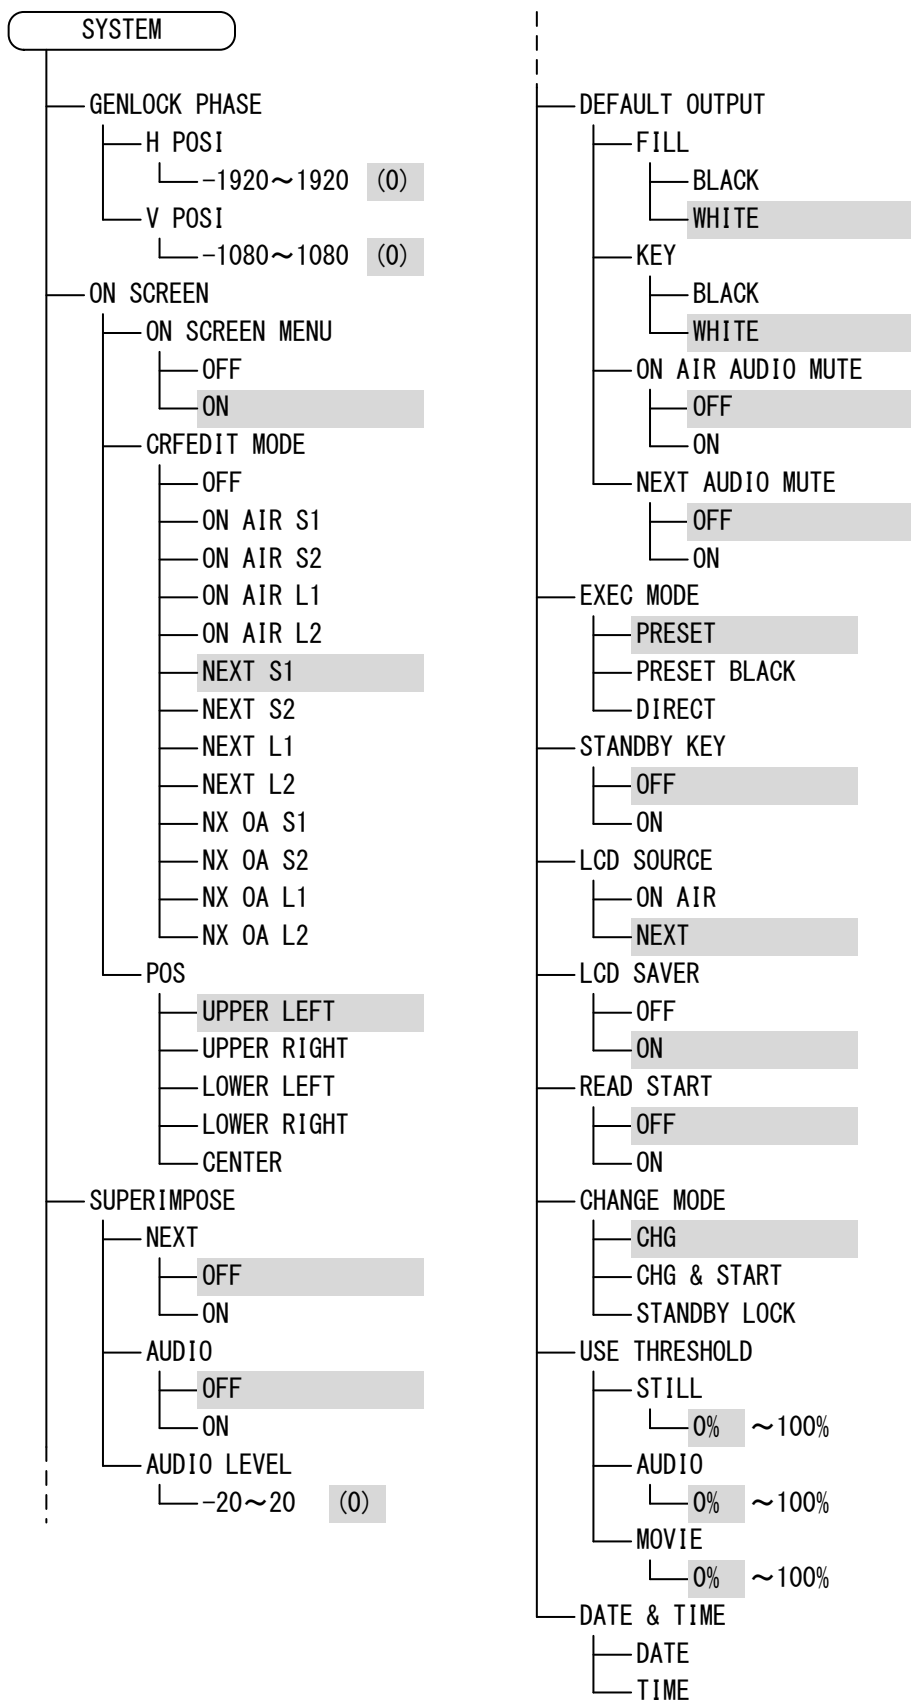 SYSTEM
GENLOCK PHASE
H POSI
-1920～1920 (0)
V POSI
-1080～1080 (0)
ON SCREEN
ON SCREEN MENU
OFF
ON
CRFEDIT MODE
OFF
ON AIR S1
ON AIR S2
ON AIR L1
ON AIR L2
NEXT S1
NEXT S2
NEXT L1
NEXT L2
NX OA S1
NX OA S2
NX OA L1
NX OA L2
POS
UPPER LEFT
UPPER RIGHT
LOWER LEFT
LOWER RIGHT
CENTER
SUPERIMPOSE
NEXT
OFF
ON
AUDIO
OFF
ON
AUDIO LEVEL
-20～20 (0)
DEFAULT OUTPUT
FILL
BLACK
WHITE
KEY
BLACK
WHITE
ON AIR AUDIO MUTE
OFF
ON
NEXT AUDIO MUTE
OFF
ON
EXEC MODE
PRESET
PRESET BLACK
DIRECT
STANDBY KEY
OFF
ON
LCD SOURCE
ON AIR
NEXT
LCD SAVER
OFF
ON
READ START
OFF
ON
CHANGE MODE
CHG
CHG & START
STANDBY LOCK
USE THRESHOLD
STILL
0% ～100%
AUDIO
0% ～100%
MOVIE
0% ～100%
DATE & TIME
DATE
TIME